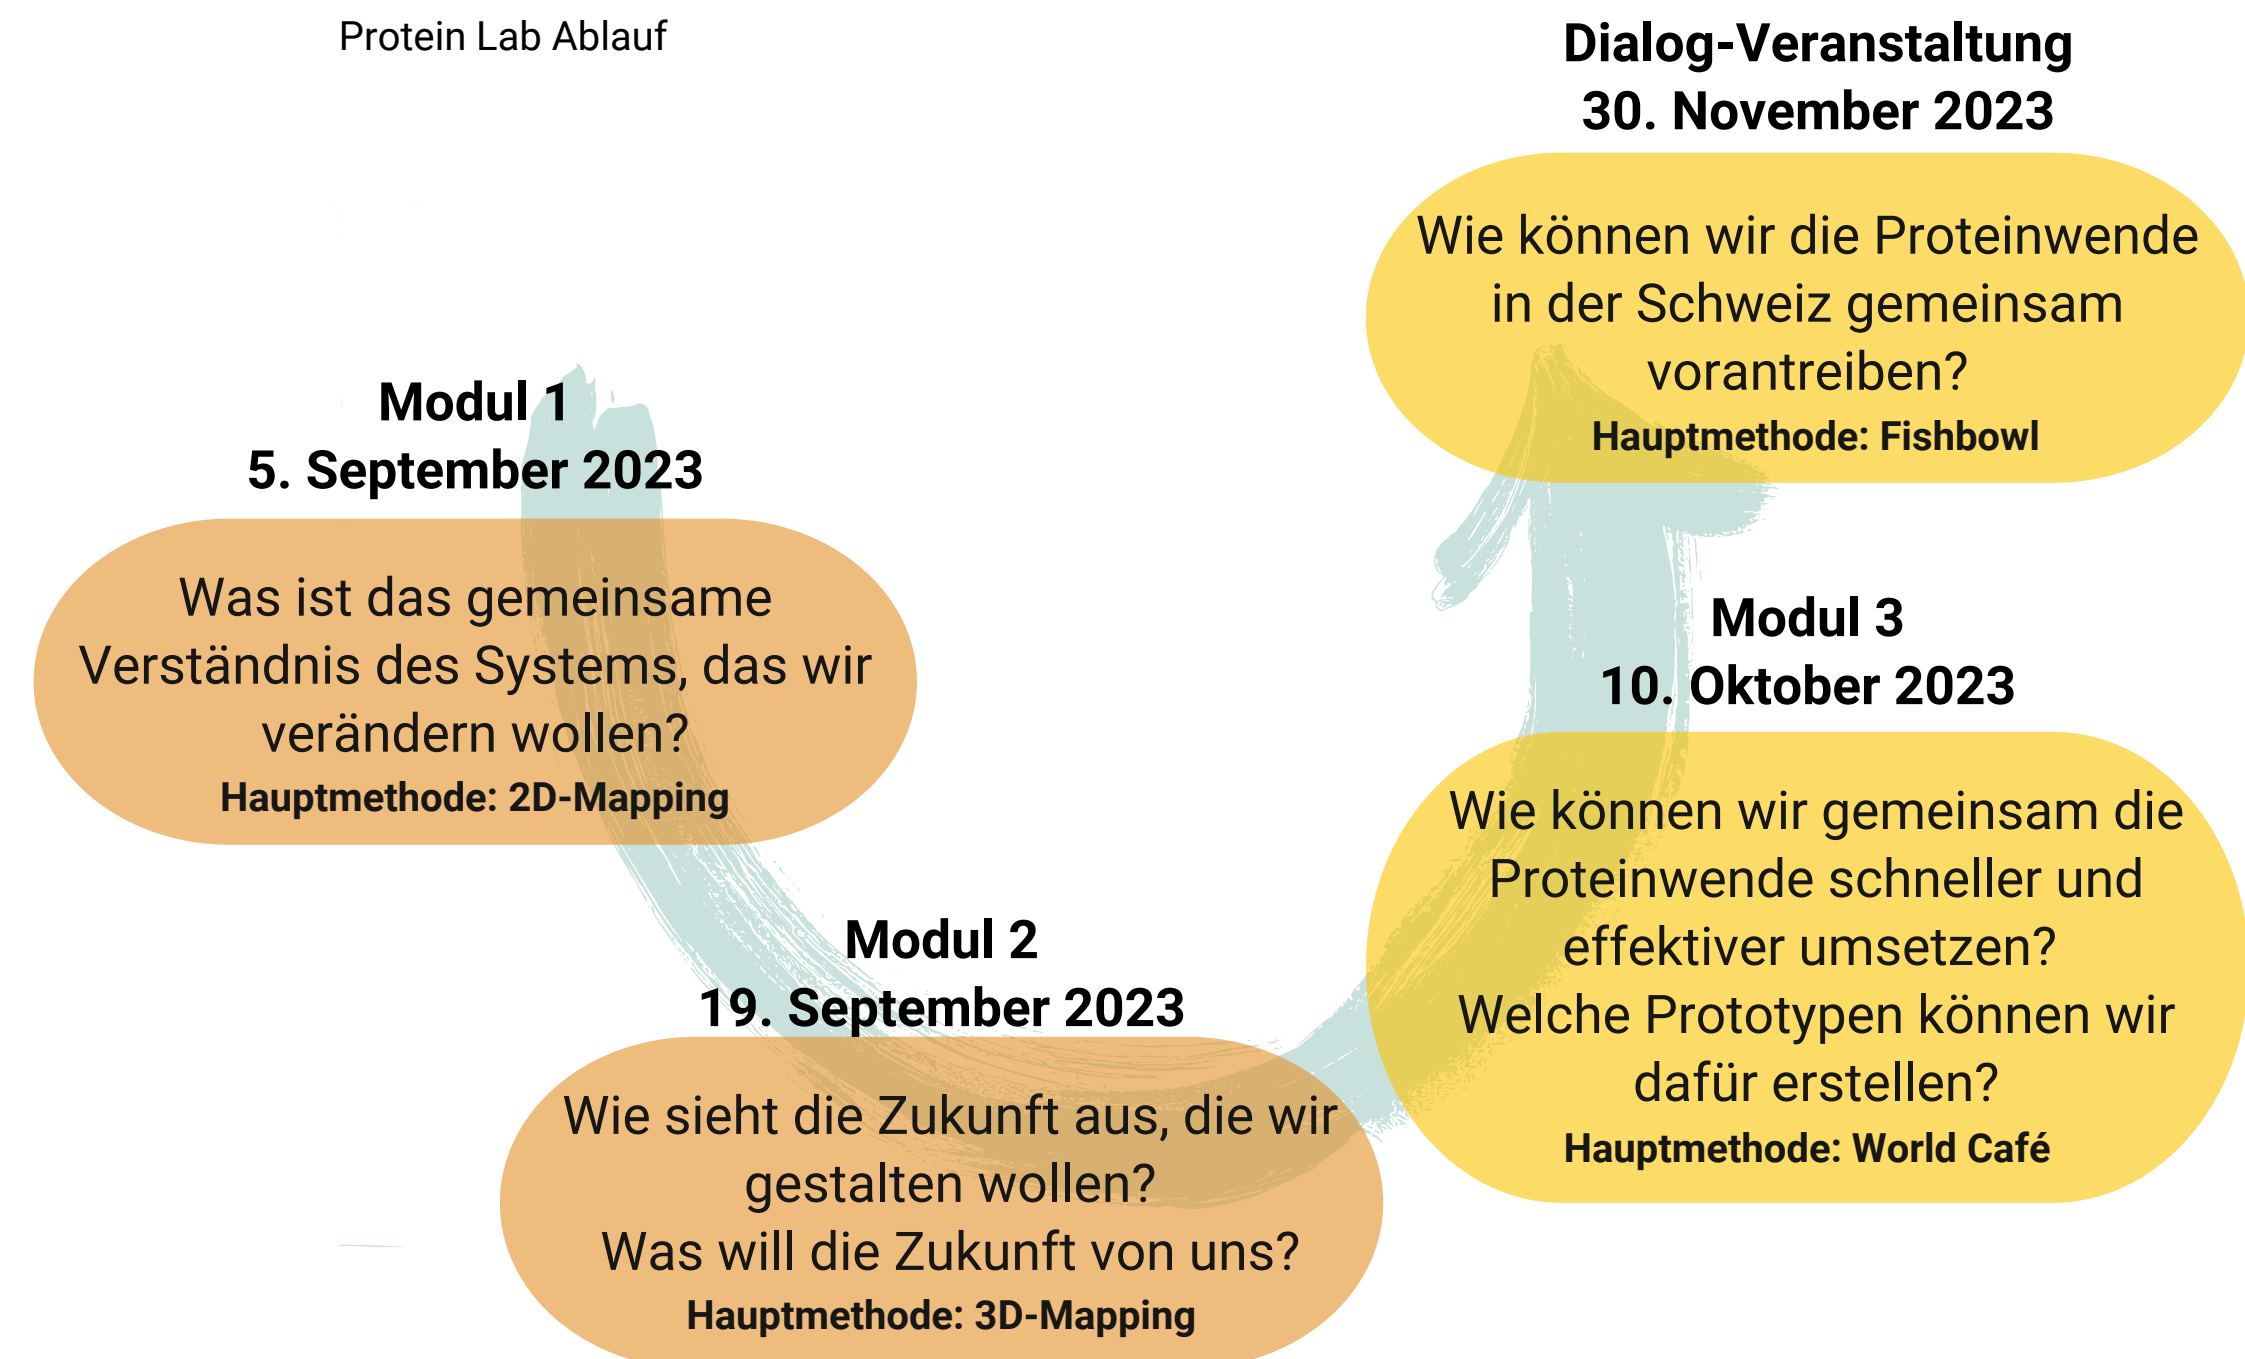 Protein Lab Ablauf
Modul 1
5. September 2023
Was ist das gemeinsame
Verständnis des Systems, das wir
verändern wollen?
Hauptmethode: 2D-Mapping
Modul 2
19. September 2023
Wie sieht die Zukunft aus, die wir
gestalten wollen?
Was will die Zukunft von uns?
Hauptmethode: 3D-Mapping
Modul 3
10. Oktober 2023
Wie können wir gemeinsam die
Proteinwende schneller und
effektiver umsetzen?
Welche Prototypen können wir
dafür erstellen?
Hauptmethode: World Café
Dialog-Veranstaltung
30. November 2023
Wie können wir die Proteinwende
in der Schweiz gemeinsam
vorantreiben?
Hauptmethode: Fishbowl